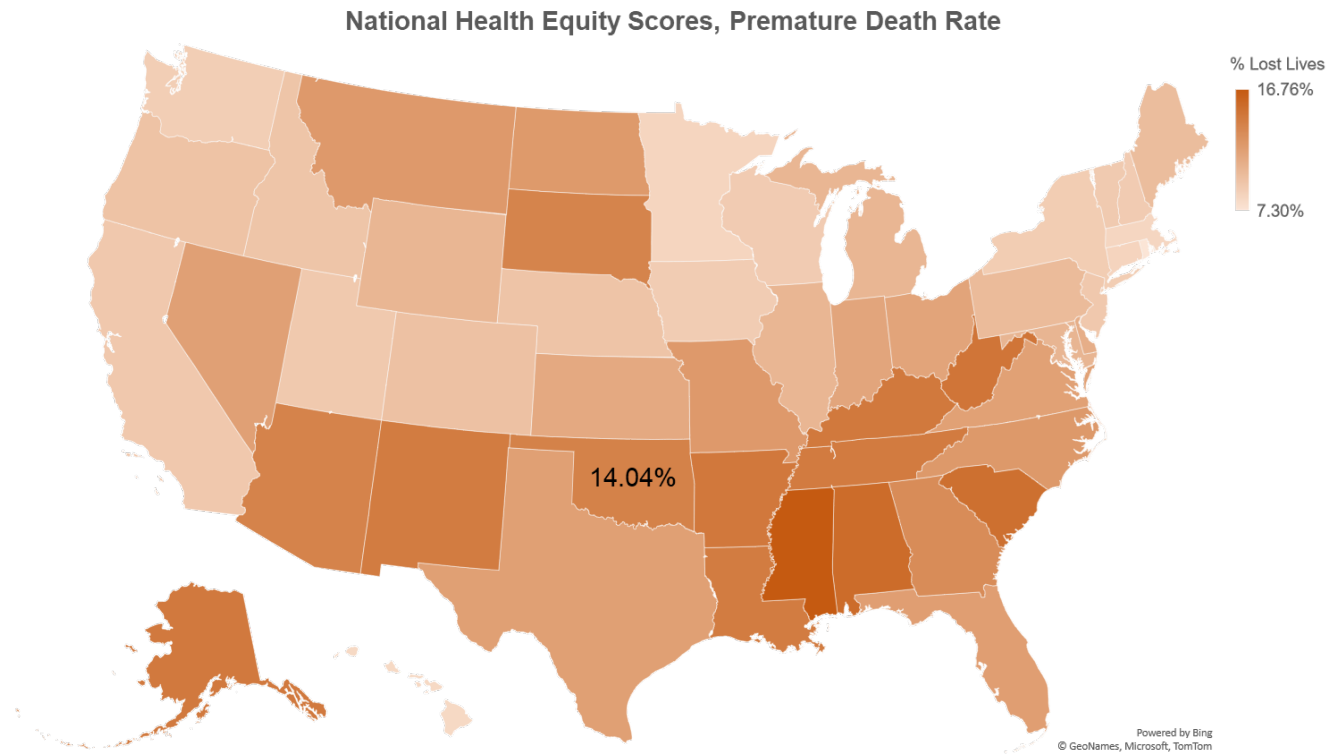 National Health Equity Scores, Premature Death Rate
% Lost Lives
16.76%
7.30%
14.04%
Powered by Bing
© GeoNames, Microsoft, TomTom